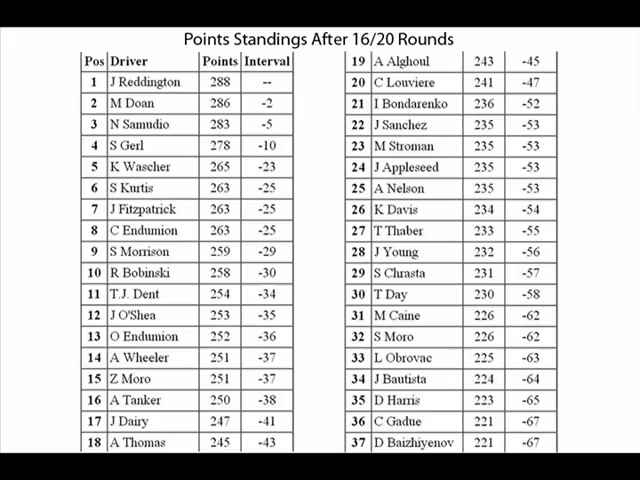 Points Standings After 16/20 Rounds
Pos Driver Points Interval
1 J Reddington 288 --
2 M Doan 286 -2
3 N Samudio 283 -5
4 S Gerl 278 -10
5 K Wascher 265 -23
6 S Kurtis 263 -25
7 J Fitzpatrick 263 -25
8 C Endumion 263 -25
9 S Morrison 259 -29
10 R Bobinski 258 -30
11 T.J. Dent 254 -34
12 J O'Shea 253 -35
13 O Endumion 252 -36
14 A Wheeler 251 -37
15 Z Moro 251 -37
16 A Tanker 250 -38
17 J Dairy 247 -41
18 A Thomas 245 -43
19 A Alghoul 243 -45
20 C Louviere 241 -47
21 I Bondarenko 236 -52
22 J Sanchez 235 -53
23 M Stroman 235 -53
24 J Appleseed 235 -53
25 A Nelson 235 -53
26 K Davis 234 -54
27 T Thaber 233 -55
28 J Young 232 -56
29 S Chrasta 231 -57
30 T Day 230 -58
31 M Caine 226 -62
32 S Moro 226 -62
33 L Obrovac 225 -63
34 J Bautista 224 -64
35 D Harris 223 -65
36 C Gadue 221 -67
37 D Baizhiyenov 221 -67